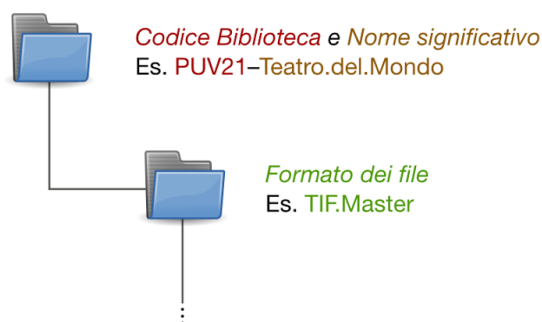 Codice Biblioteca e Nome significativo
Es. PUV21–Teatro.del.Mondo
Formato dei file
Es. TIF.Master